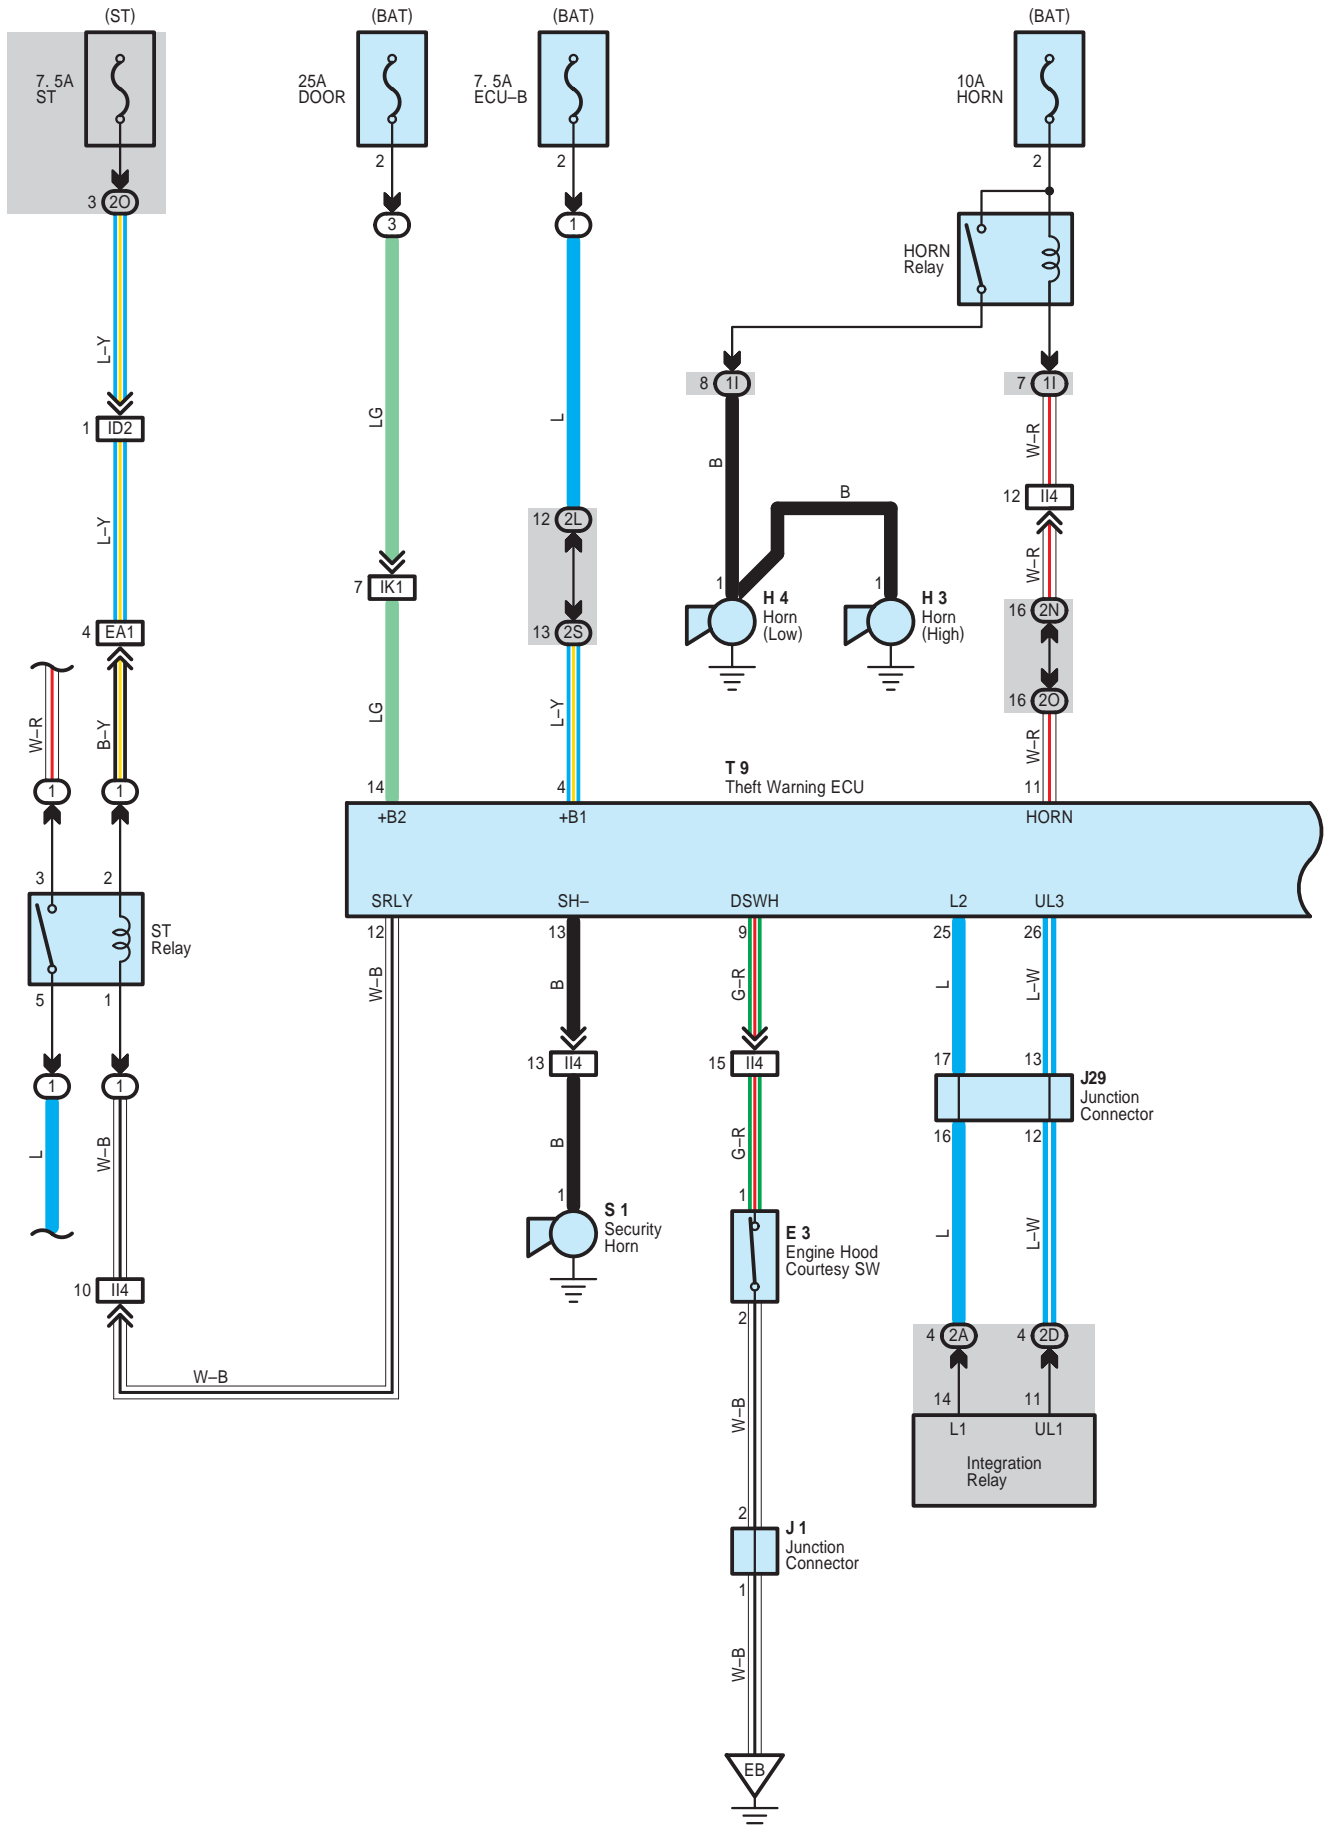 (ST)
(BAT)
(BAT)
(BAT)
7. 5A
ST
25A
DOOR
7. 5A
ECU–B
10A
HORN
2
2
2
3
2O
3
1
HORN
Relay
L–Y
LG
L
8
1I
7
1I
B
W–R
1
ID2
12
2L
B
12
II4
L–Y
7
IK1
W–R
1
H 4
Horn
(Low)
1
H 3
Horn
(High)
16
2N
4
EA1
13
2S
16
2O
W–R
B–Y
LG
L–Y
W–R
1
1
14
4
T 9
Theft Warning ECU
11
+B2
+B1
HORN
3
2
SRLY
SH–
DSWH
L2
UL3
ST
Relay
12
13
9
25
26
W–B
B
G–R
L
L–W
5
1
13
II4
15
II4
17
13
J29
Junction
Connector
1
1
L
W–B
B
G–R
16
12
1
S 1
Security
Horn
1
E 3
Engine Hood
Courtesy SW
L
L–W
10
II4
2
4
2A
4
2D
W–B
W–B
14
11
L1
UL1
Integration
Relay
2
J 1
Junction
Connector
1
W–B
EB